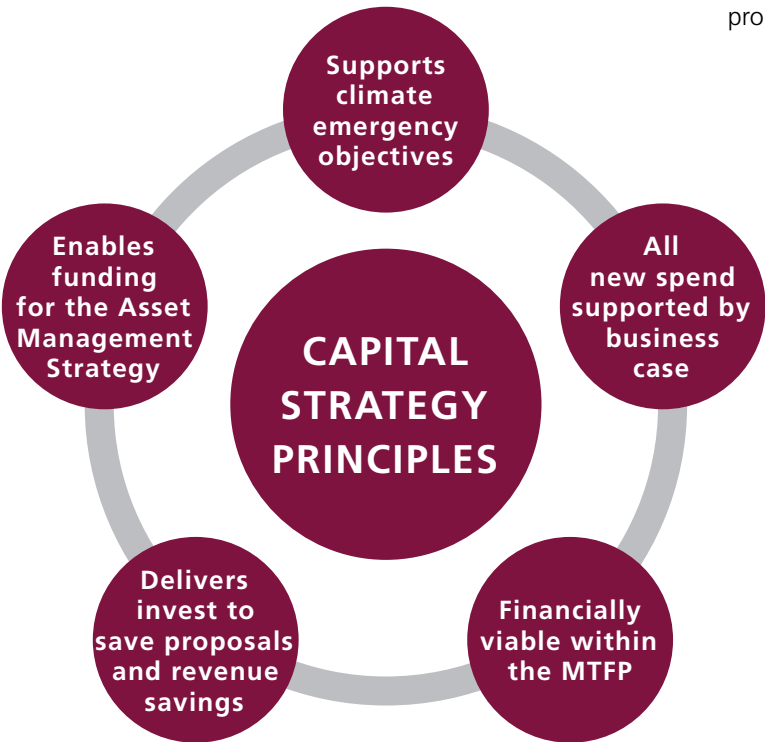 pro
Supports
climate
emergency
objectives
All
new spend
supported by
business
case
Financially
viable within
the MTFP
Delivers
invest to
save proposals
and revenue
savings
Enables
funding
for the Asset
Management
Strategy
CAPITAL
STRATEGY
PRINCIPLES